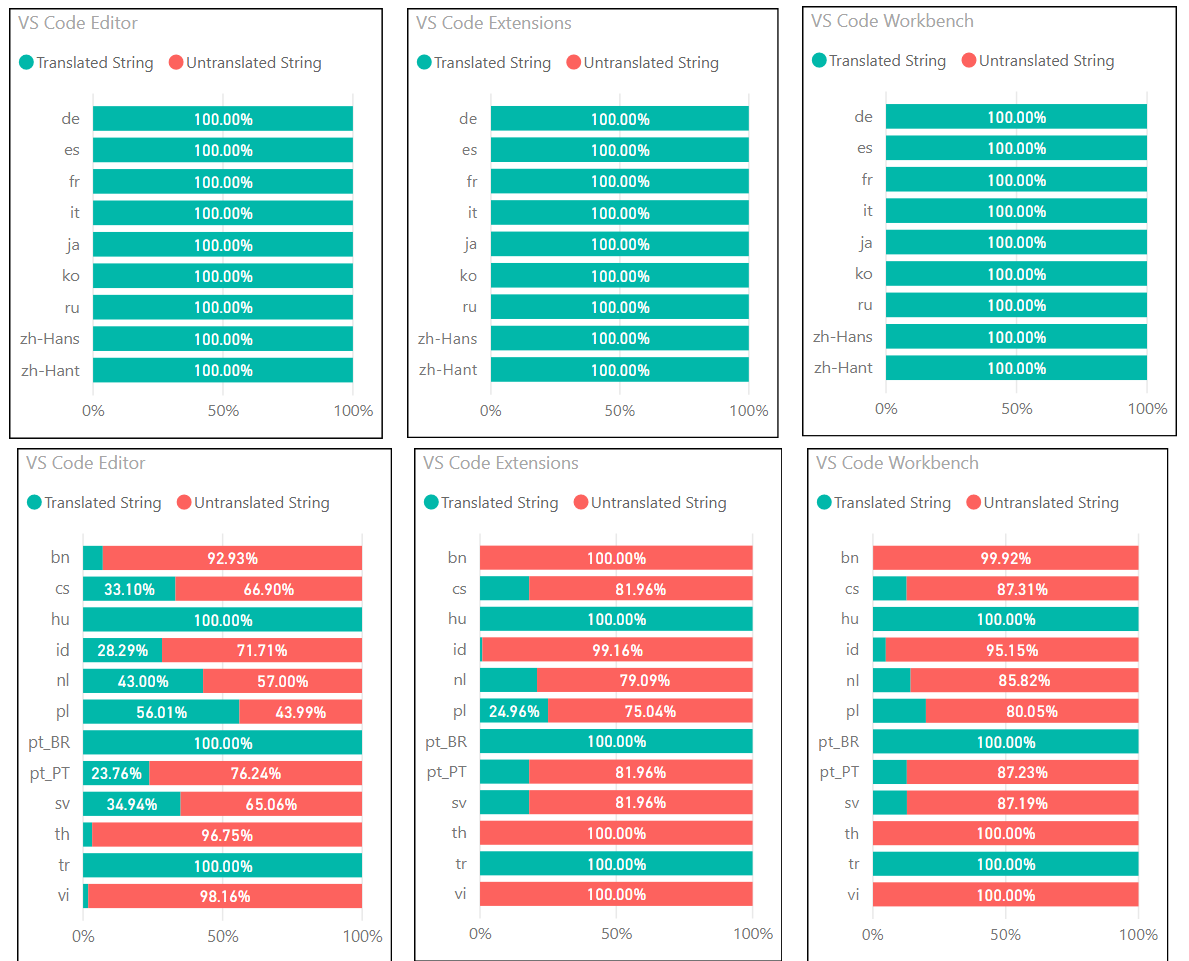 VS Code Editor
Translated String Untranslated String
de 100.00%
es 100.00%
fr 100.00%
it 100.00%
ja 100.00%
ko 100.00%
ru 100.00%
zh-Hans 100.00%
zh-Hant 100.00%
0% 50% 100%
VS Code Extensions
Translated String Untranslated String
de 100.00%
es 100.00%
fr 100.00%
it 100.00%
ja 100.00%
ko 100.00%
ru 100.00%
zh-Hans 100.00%
zh-Hant 100.00%
0% 50% 100%
VS Code Workbench
Translated String Untranslated String
de 100.00%
es 100.00%
fr 100.00%
it 100.00%
ja 100.00%
ko 100.00%
ru 100.00%
zh-Hans 100.00%
zh-Hant 100.00%
0% 50% 100%
VS Code Editor
Translated String Untranslated String
bn 92.93%
cs 33.10% 66.90%
hu 100.00%
id 28.29% 71.71%
nl 43.00% 57.00%
pl 56.01% 43.99%
pt_BR 100.00%
pt_PT 23.76% 76.24%
sv 34.94% 65.06%
th 96.75%
tr 100.00%
vi 98.16%
0% 50% 100%
VS Code Extensions
Translated String Untranslated String
bn 100.00%
cs 81.96%
hu 100.00%
id 99.16%
nl 79.09%
pl 24.96% 75.04%
pt_BR 100.00%
pt_PT 81.96%
sv 81.96%
th 100.00%
tr 100.00%
vi 100.00%
0% 50% 100%
VS Code Workbench
Translated String Untranslated String
bn 99.92%
cs 87.31%
hu 100.00%
id 95.15%
nl 85.82%
pl 80.05%
pt_BR 100.00%
pt_PT 87.23%
sv 87.19%
th 100.00%
tr 100.00%
vi 100.00%
0% 50% 100%